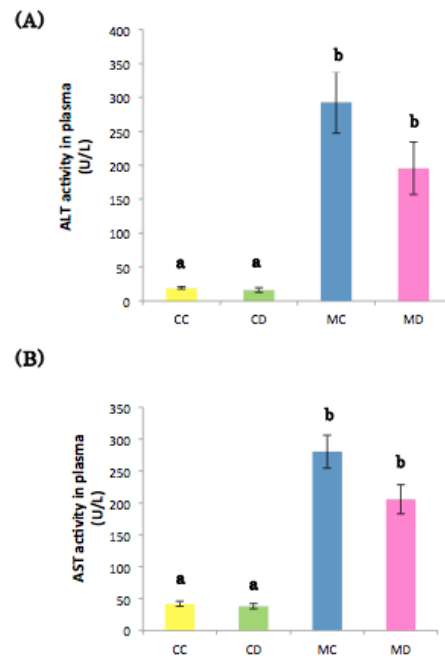 (A)
ALT activity in plasma
(U/L)
400
350
300
250
200
150
100
50
0
a
a
b
b
CC
CD
MC
MD
(B)
AST activity in plasma
(U/L)
350
300
250
200
150
100
50
0
a
a
b
b
CC
CD
MC
MD